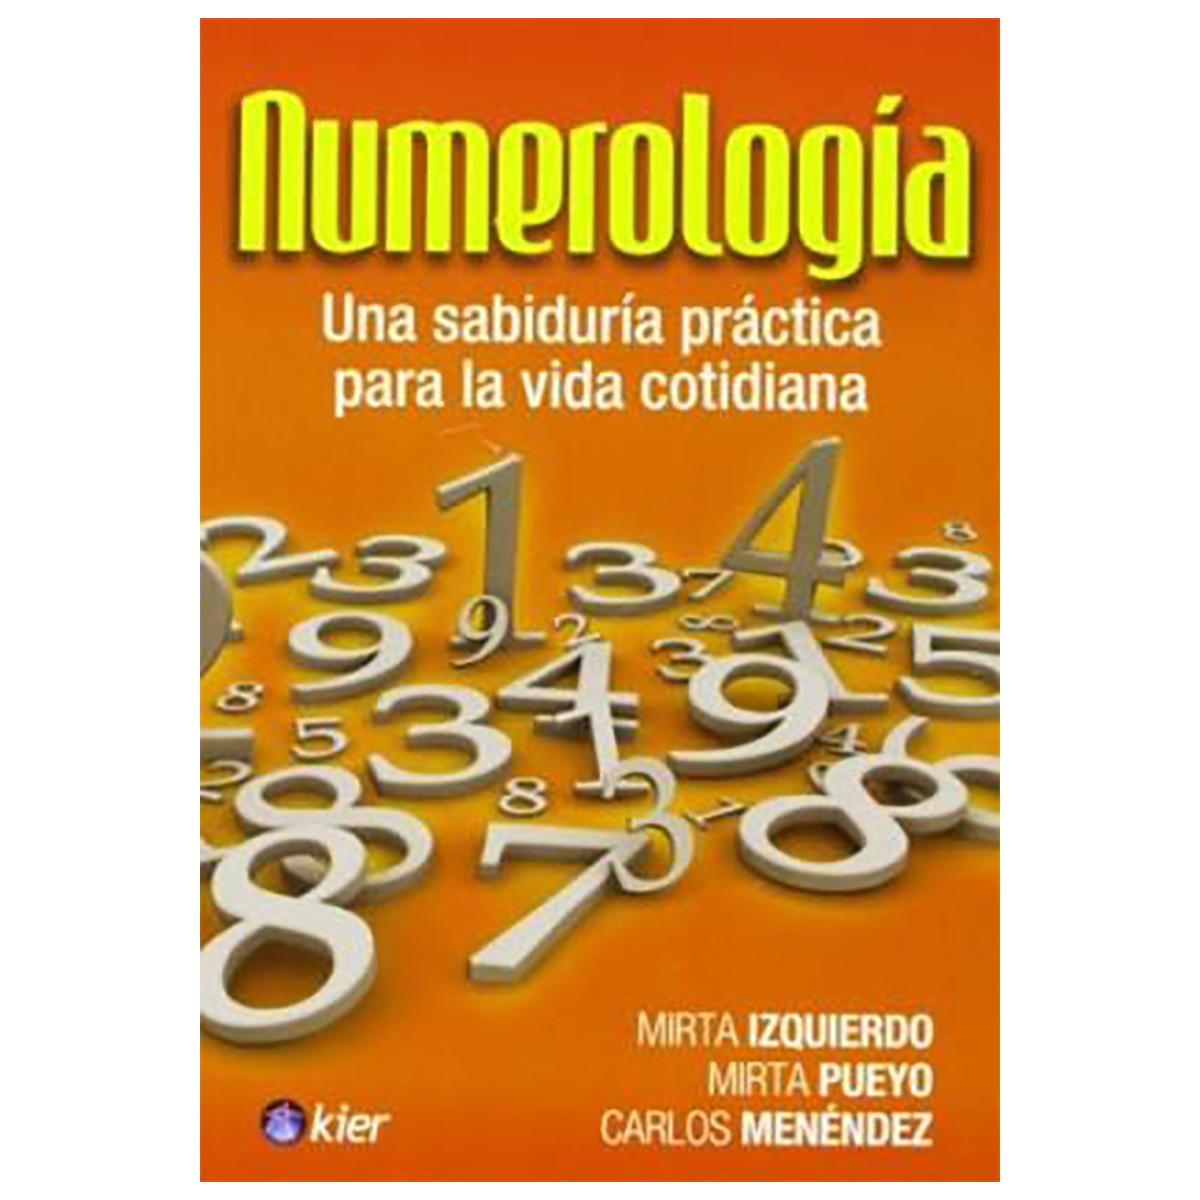 Numerología
Una sabiduría práctica
para la vida cotidiana
MIRTA IZQUIERDO
MIRTA PUEYO
CARLOS MENÉNDEZ
kier